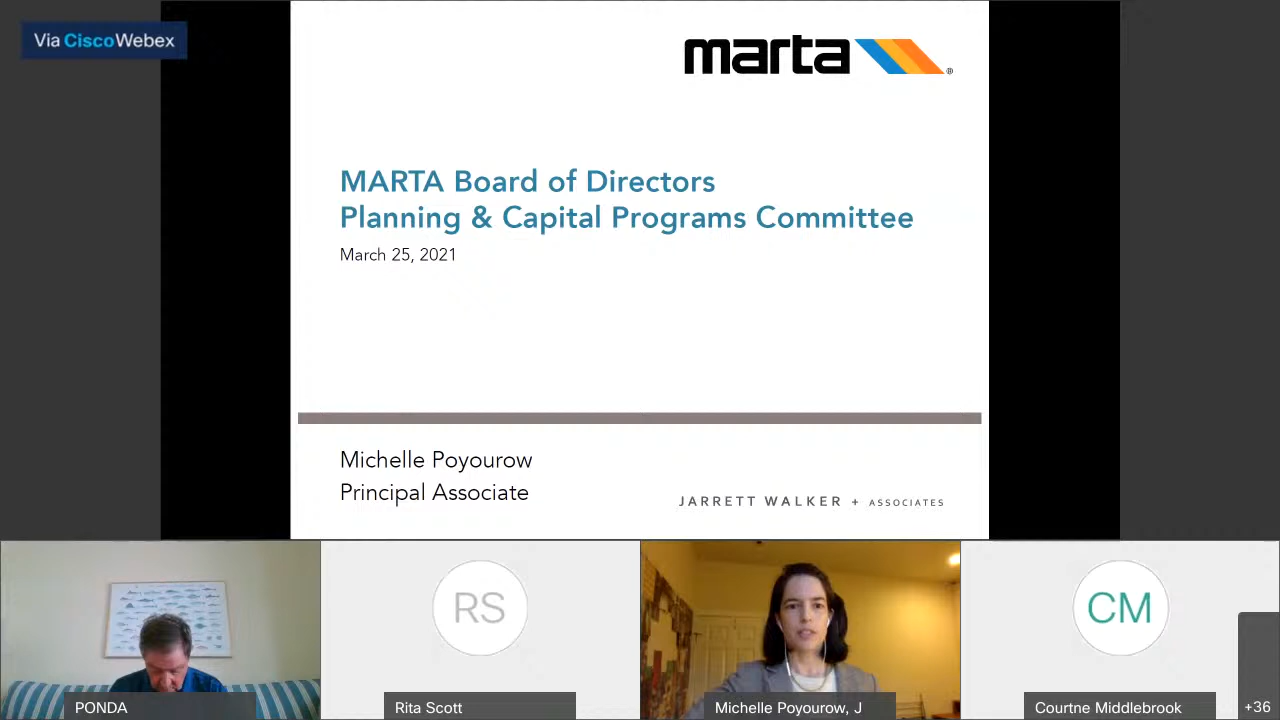 Via CiscoWebex
marta ®
MARTA Board of Directors
Planning & Capital Programs Committee
March 25, 2021
Michelle Poyourow
Principal Associate
JARRETT WALKER + ASSOCIATES
RS
CM
PONDA
Rita Scott
Michelle Poyourow, J
Courtne Middlebrook
+36